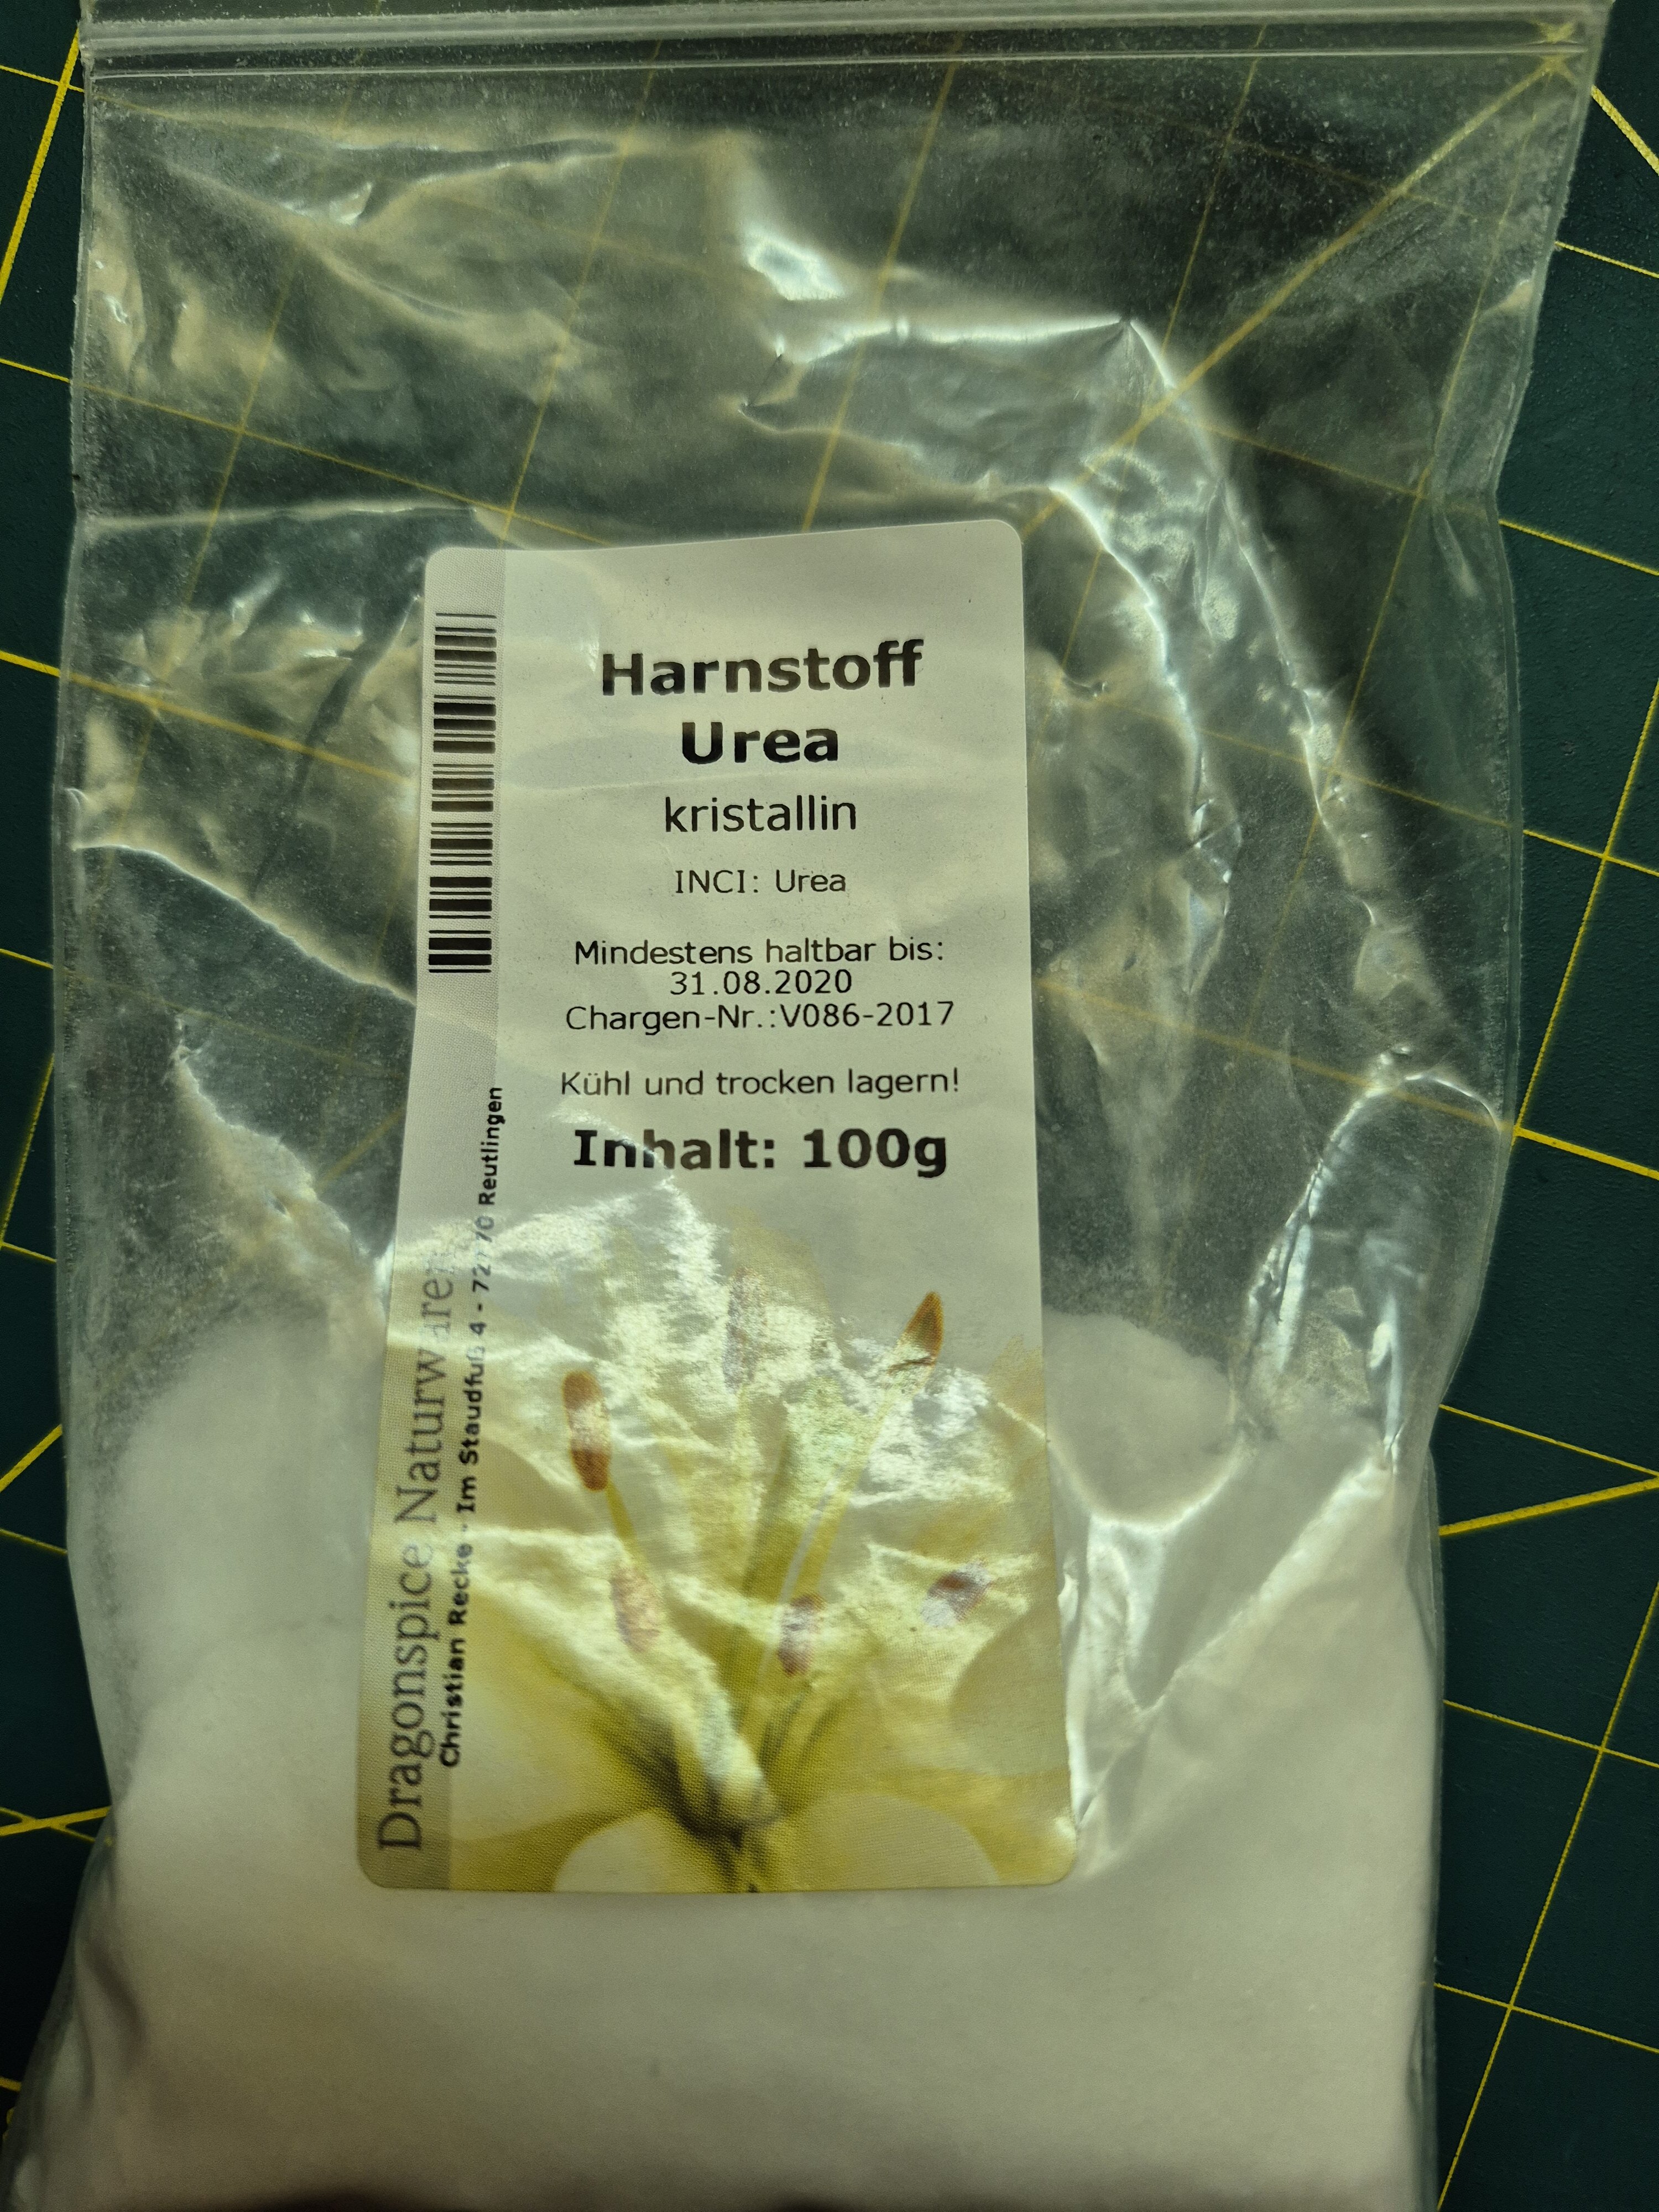 Harnstoff
Urea
kristallin
INCI: Urea
Mindestens haltbar bis:
31.08.2020
Chargen-Nr.:V086-2017
Kühl und trocken lagern!
Inhalt: 100g
Dragonspice Naturwaren
Christian Recke - Im Staudfuß 4 - 72770 Reutlingen